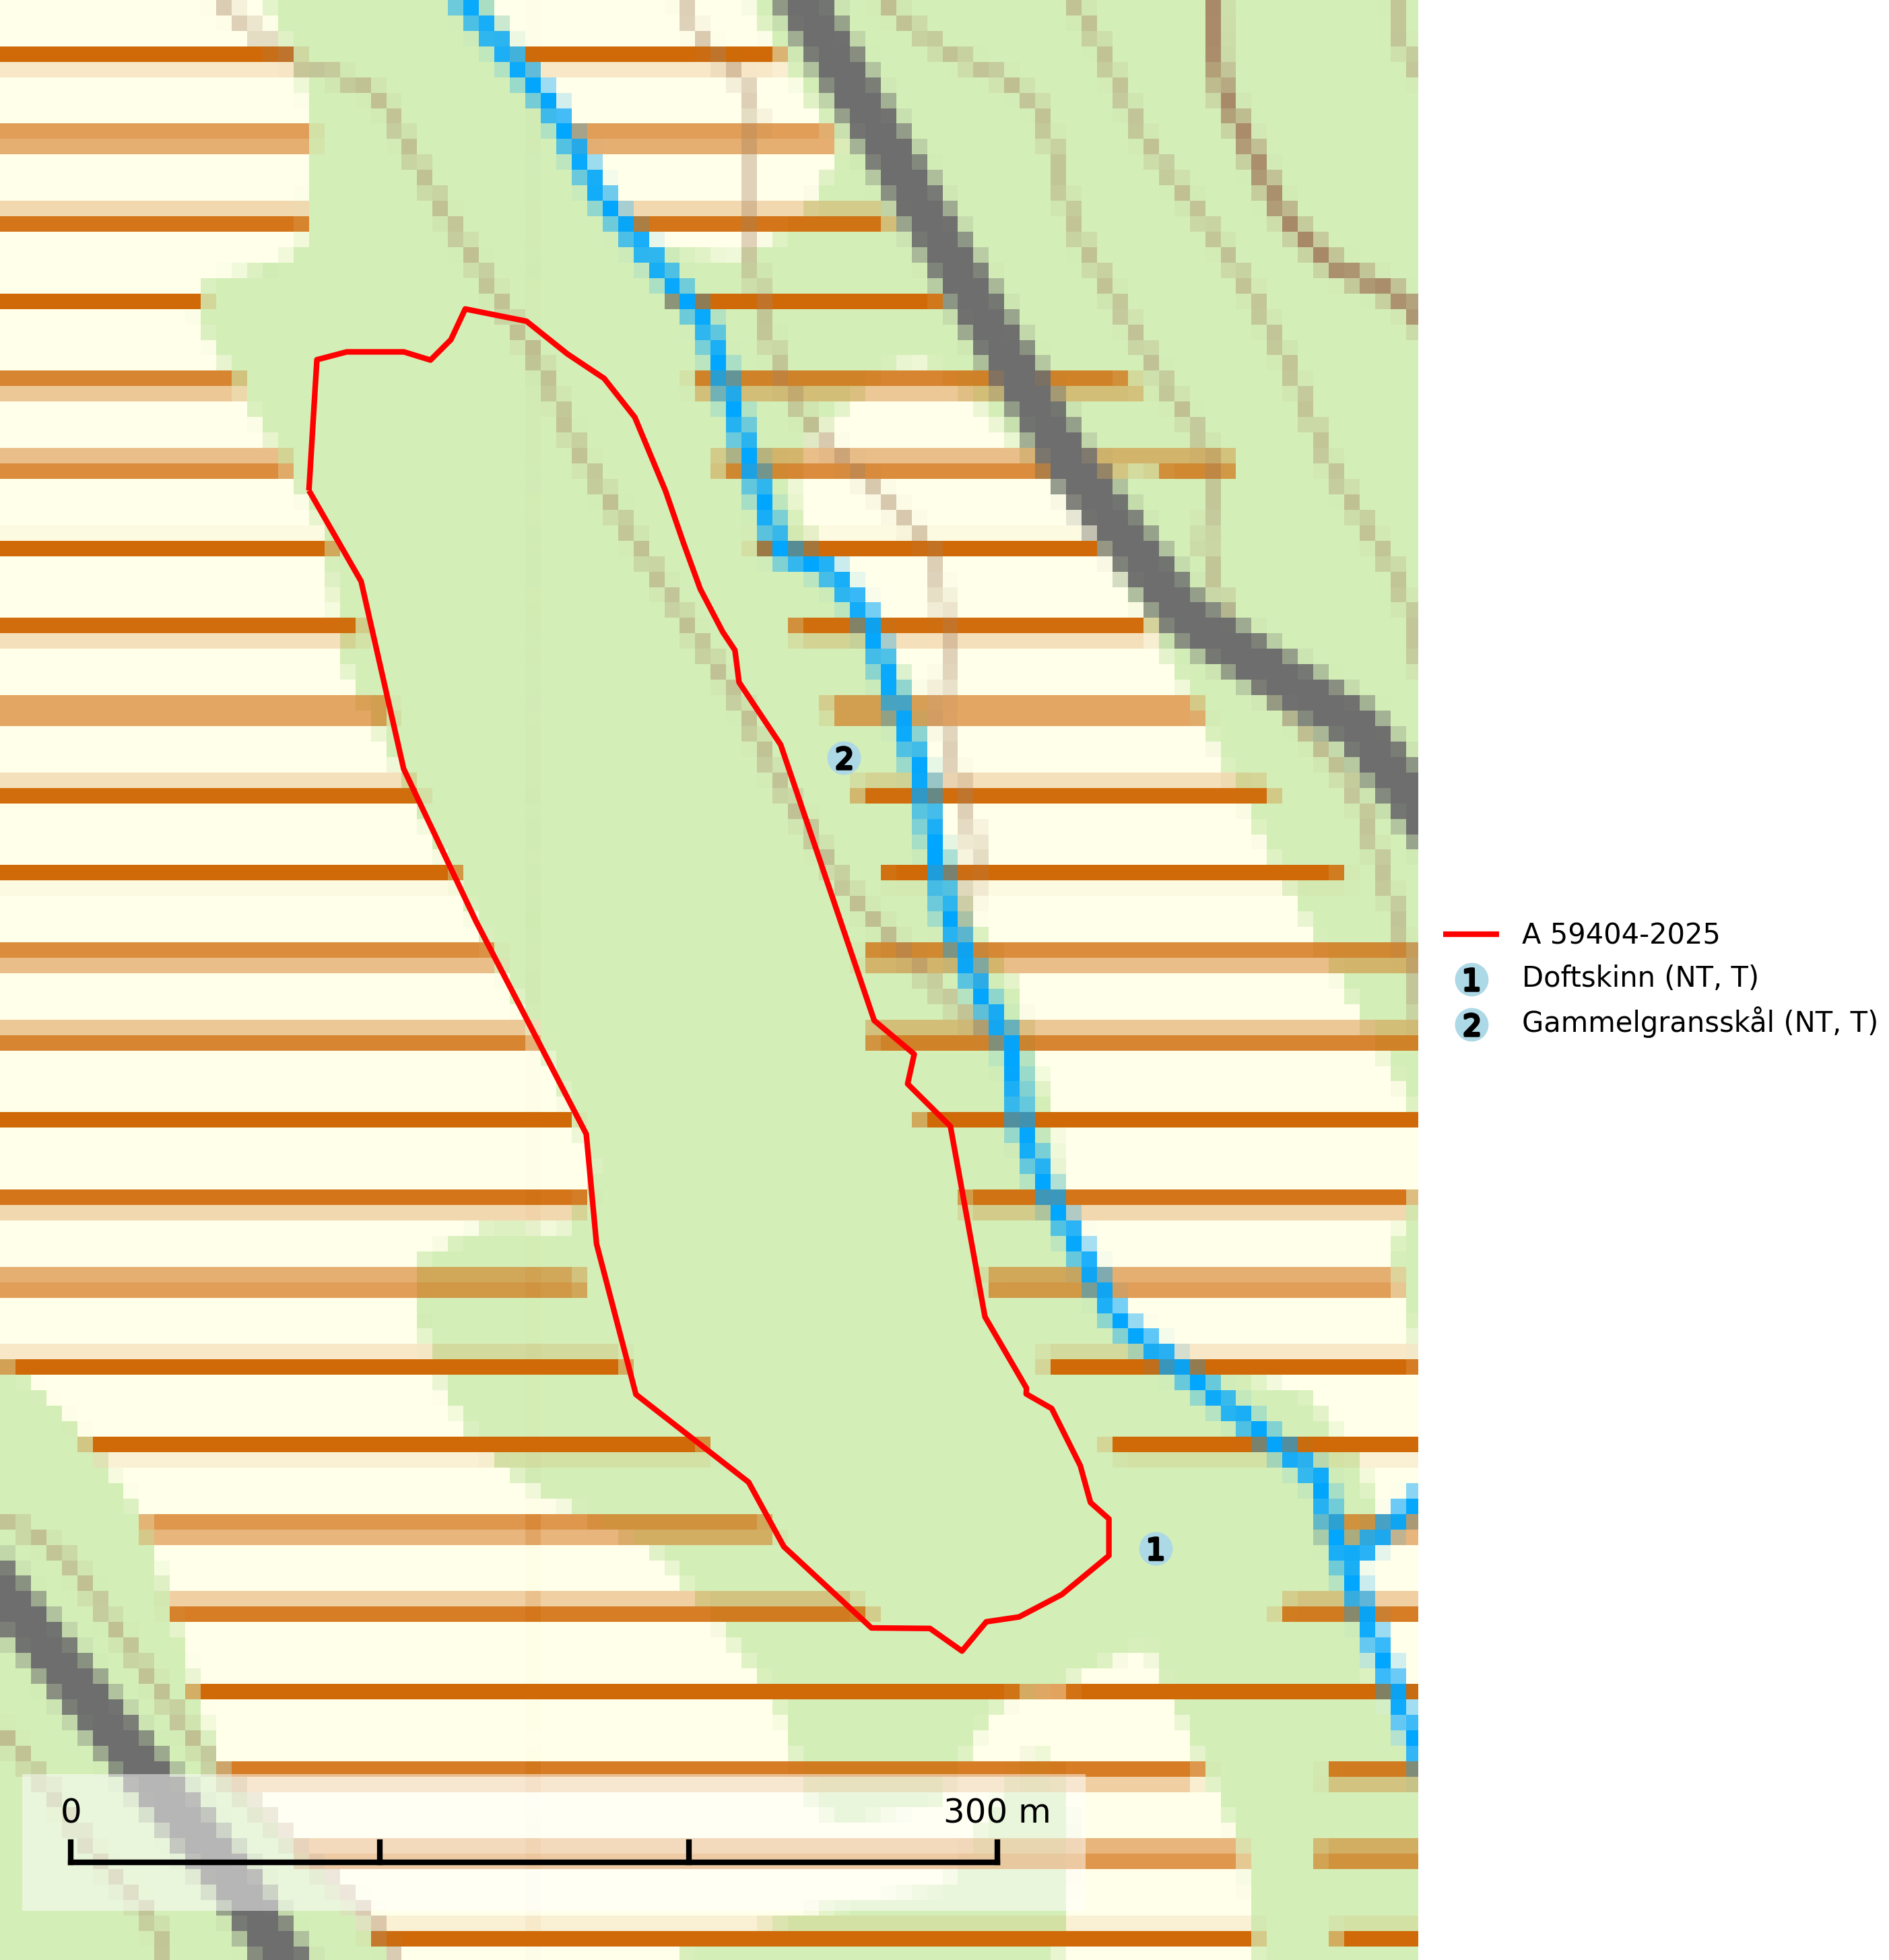 2
A 59404-2025
1 Doftskinn (NT, T)
2 Gammelgransskål (NT, T)
1
0 300 m